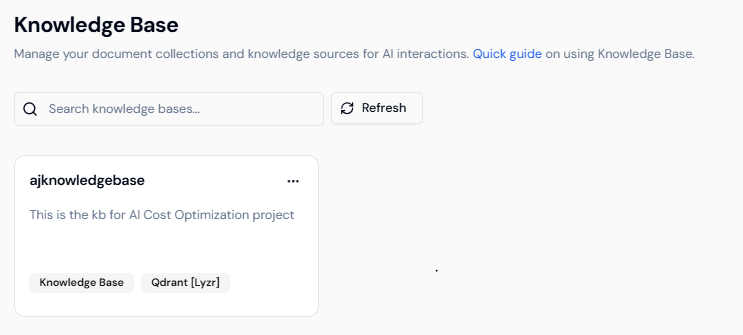 Knowledge Base
Manage your document collections and knowledge sources for AI interactions. Quick guide on using Knowledge Base.
Search knowledge bases...
Refresh
ajknowledgebase
This is the kb for AI Cost Optimization project
Knowledge Base
Qdrant [Lyzr]